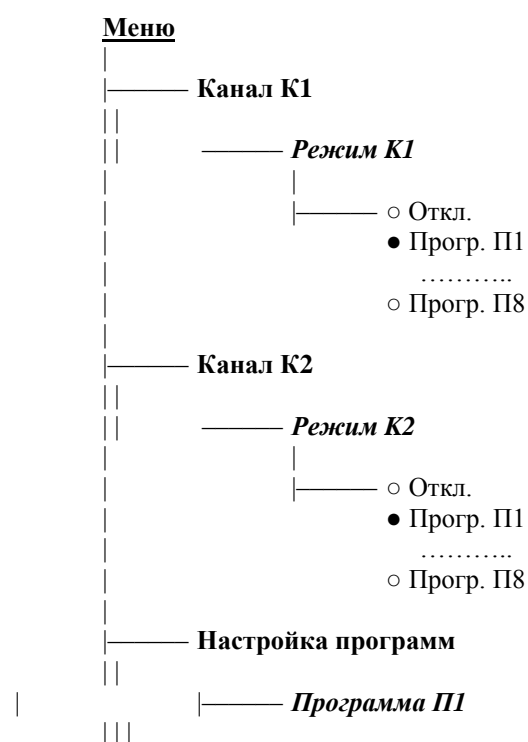 Меню
Канал К1
Режим К1
○ Откл.
● Прогр. П1
………..
○ Прогр. П8
Канал К2
Режим К2
○ Откл.
● Прогр. П1
………..
○ Прогр. П8
Настройка программ
Программа П1